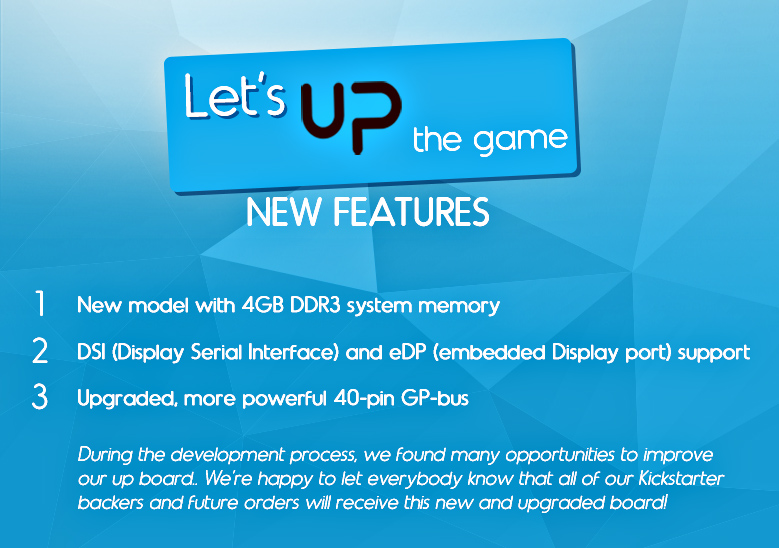 Let's UP the game
NEW FEATURES
1 New model with 4GB DDR3 system memory
2 DSI (Display Serial Interface) and eDP (embedded Display port) support
3 Upgraded, more powerful 40-pin GP-bus
During the development process, we found many opportunities to improve
our up board.. We're happy to let everybody know that all of our Kickstarter
backers and future orders will receive this new and upgraded board!